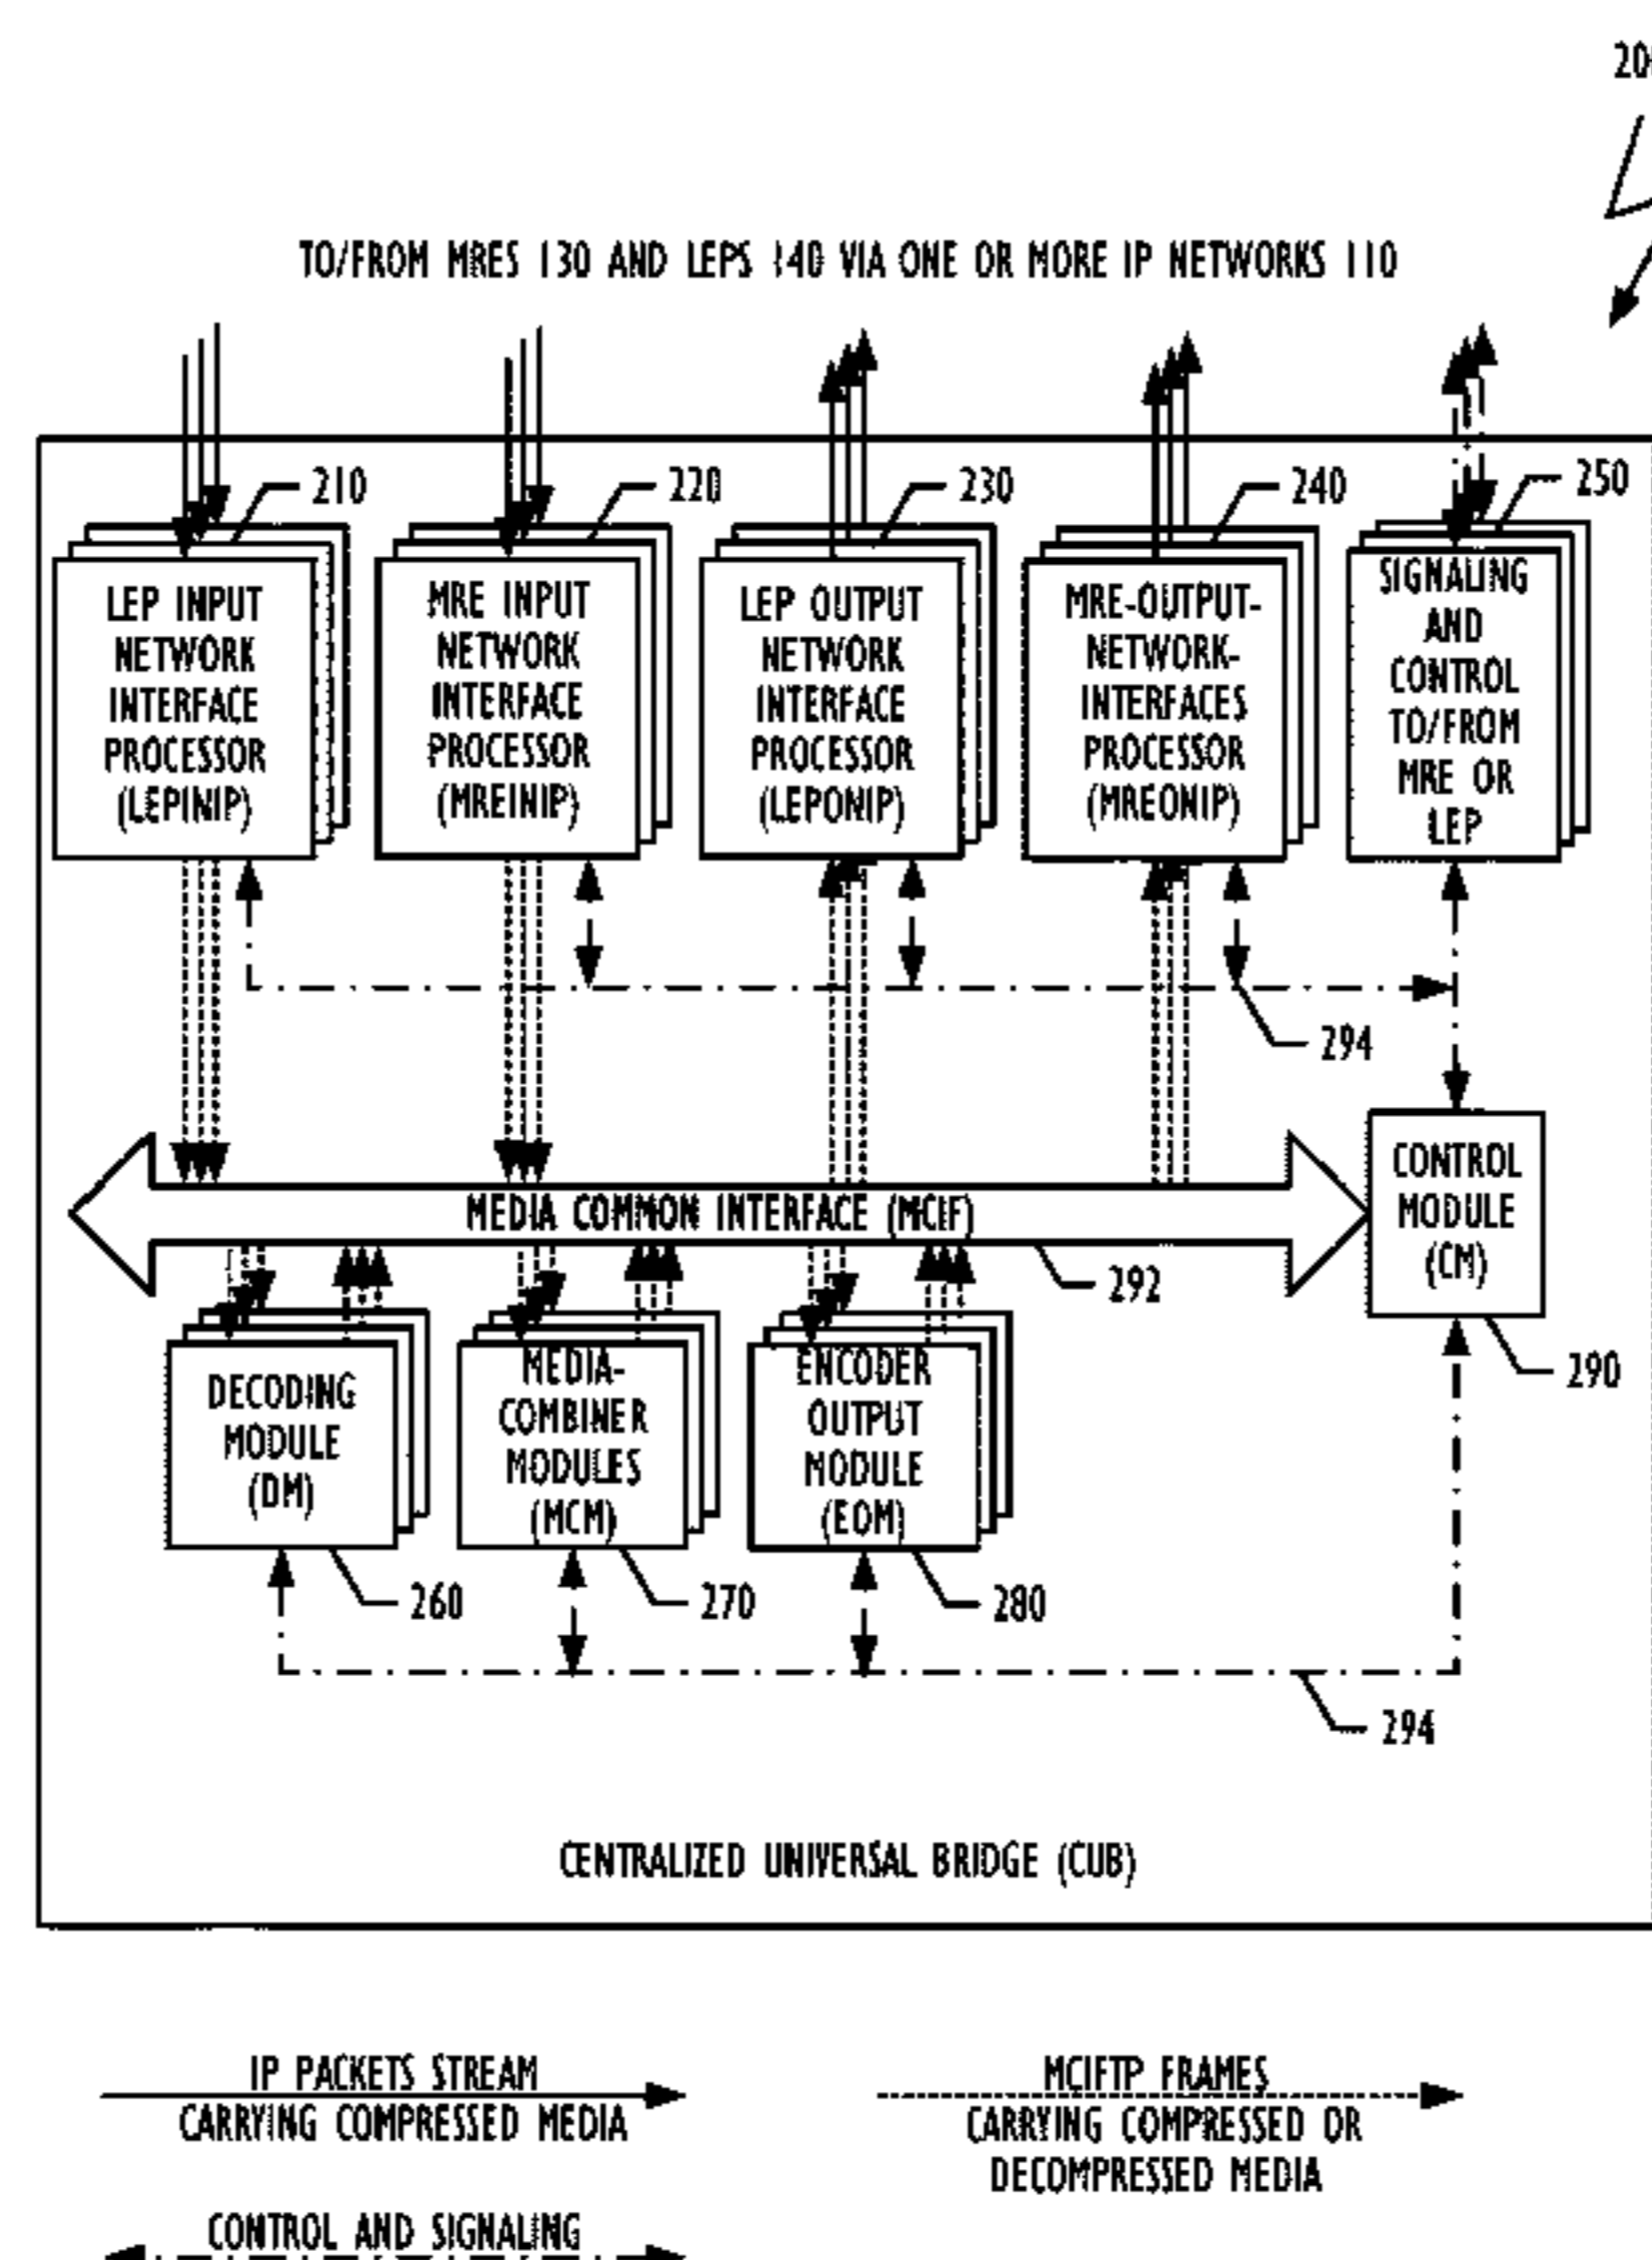 20
TO/FROM MRES 130 AND LEPS 140 VIA ONE OR MORE IP NETWORKS 110
210
220
230
240
250
LEP INPUT
NETWORK
INTERFACE
PROCESSOR
(LEPINIP)
MRE INPUT
NETWORK
INTERFACE
PROCESSOR
(MREINIP)
LEP OUTPUT
NETWORK
INTERFACE
PROCESSOR
(LEPONIP)
MRE-OUTPUT-
NETWORK-
INTERFACES
PROCESSOR
(MREONIP)
SIGNALING
AND
CONTROL
TO/FROM
MRE OR
LEP
294
MEDIA COMMON INTERFACE (MCIF)
292
CONTROL
MODULE
(CM)
290
DECODING
MODULE
(DM)
260
MEDIA-
COMBINER
MODULES
(MCM)
270
ENCODER
OUTPUT
MODULE
(EOM)
280
294
CENTRALIZED UNIVERSAL BRIDGE (CUB)
IP PACKETS STREAM
CARRYING COMPRESSED MEDIA
MCIFTP FRAMES
CARRYING COMPRESSED OR
DECOMPRESSED MEDIA
CONTROL AND SIGNALING